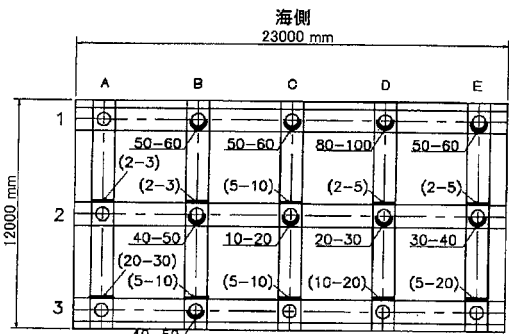 海側
23000 mm
A B C D E
1
50-60 50-60 80-100 50-60
(2-3)
(2-3) (5-10) (2-5) (2-5)
12000 mm
2
40-50 10-20 20-30 30-40
(20-30)
(5-10) (5-10) (10-20) (5-20)
3
40-50